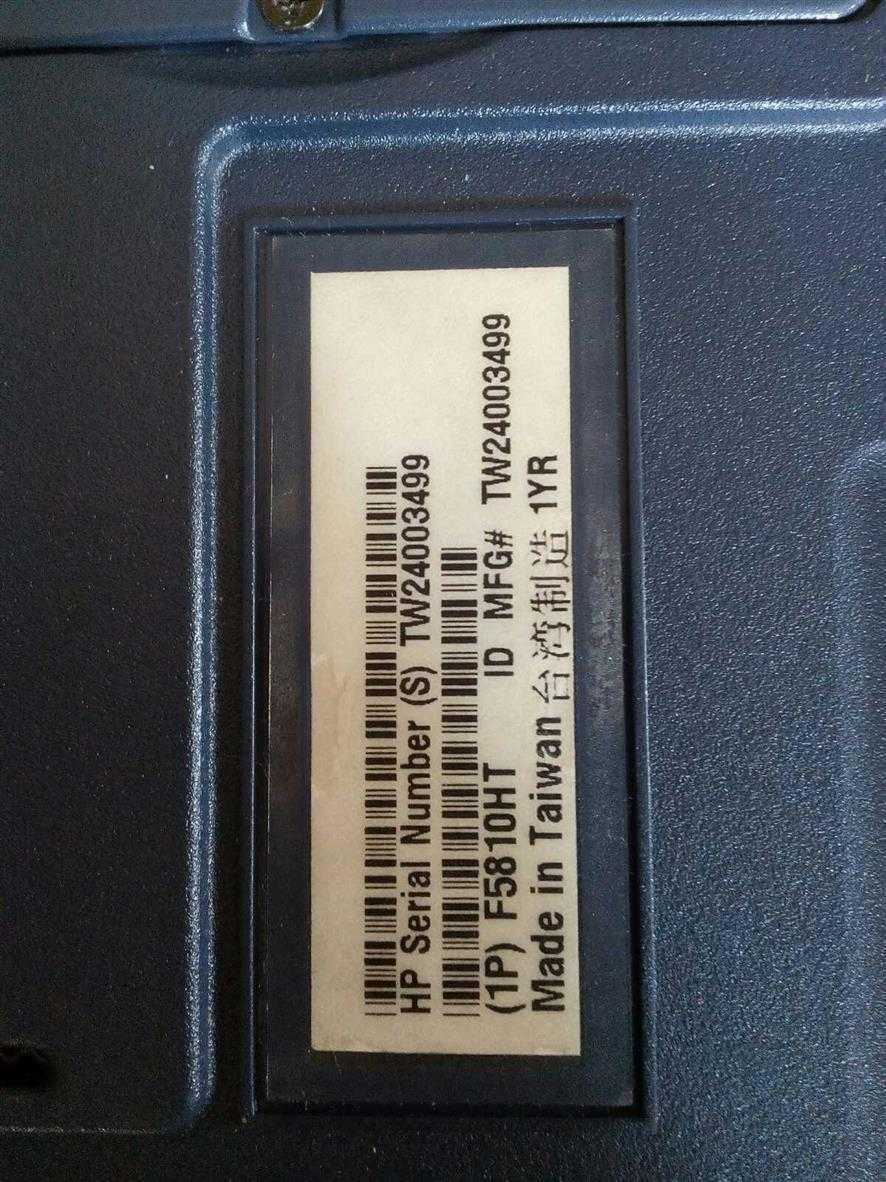 HP Serial Number (S) TW24003499
(1P) F5810HT ID MFG# TW24003499
Made in Taiwan 台湾制造 1YR